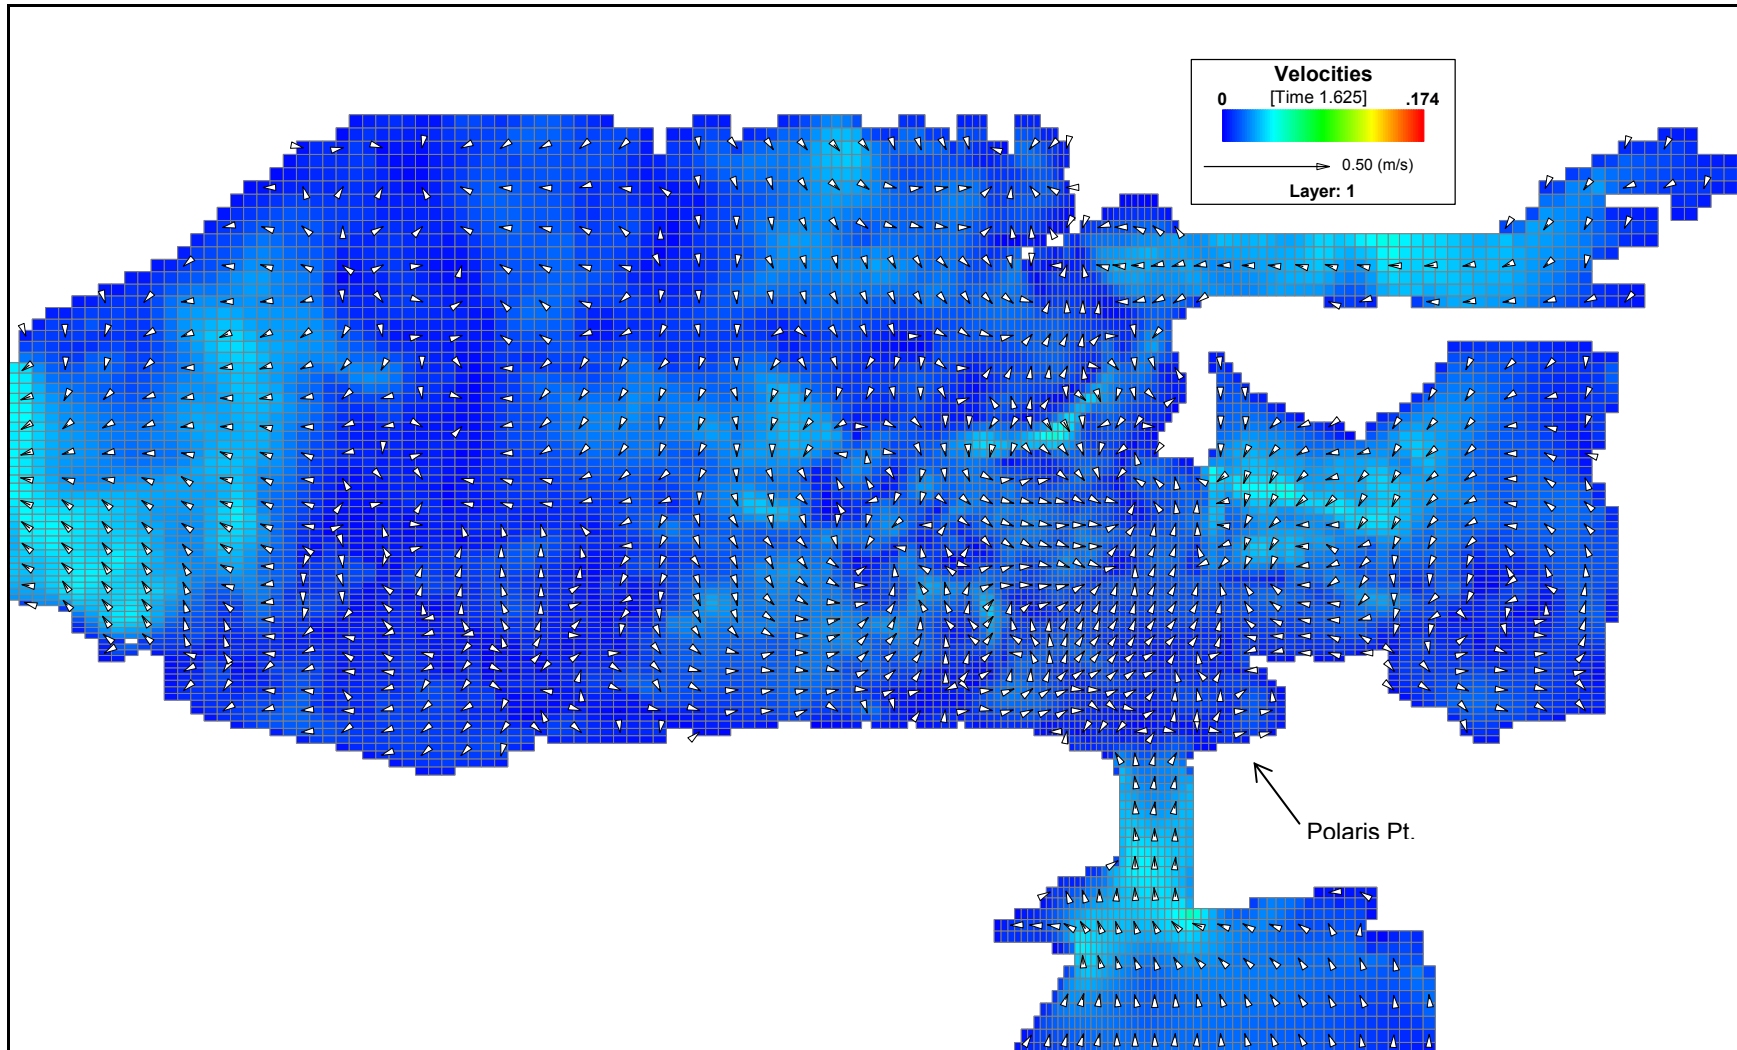 Velocities
0 [Time 1.625] .174
0.50 (m/s)
Layer: 1
Polaris Pt.